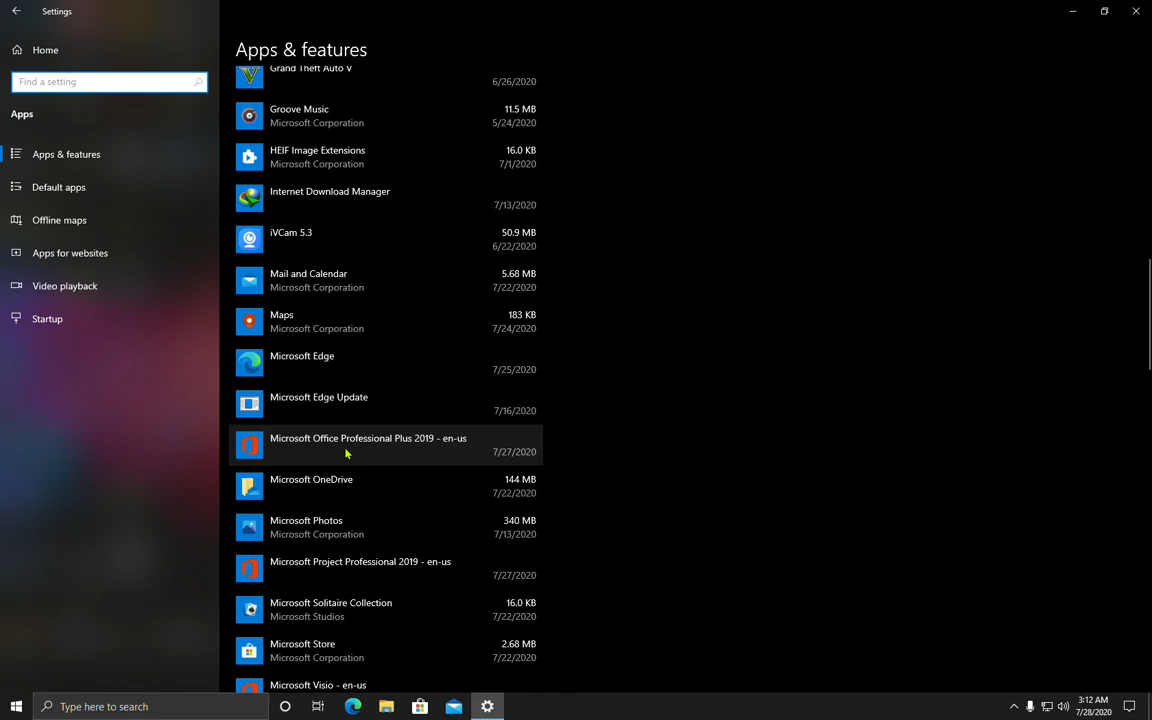 Settings
Home
Find a setting
Apps
Apps & features
Default apps
Offline maps
Apps for websites
Video playback
Startup
Apps & features
Grand Theft Auto V
6/26/2020
Groove Music 11.5 MB
Microsoft Corporation 5/24/2020
HEIF Image Extensions 16.0 KB
Microsoft Corporation 7/1/2020
Internet Download Manager
7/13/2020
iVCam 5.3 50.9 MB
6/22/2020
Mail and Calendar 5.68 MB
Microsoft Corporation 7/22/2020
Maps 183 KB
Microsoft Corporation 7/24/2020
Microsoft Edge
7/25/2020
Microsoft Edge Update
7/16/2020
Microsoft Office Professional Plus 2019 - en-us
7/27/2020
Microsoft OneDrive 144 MB
7/22/2020
Microsoft Photos 340 MB
Microsoft Corporation 7/13/2020
Microsoft Project Professional 2019 - en-us
7/27/2020
Microsoft Solitaire Collection 16.0 KB
Microsoft Studios 7/22/2020
Microsoft Store 2.68 MB
Microsoft Corporation 7/22/2020
Microsoft Visio - en-us
Type here to search
3:12 AM
7/28/2020